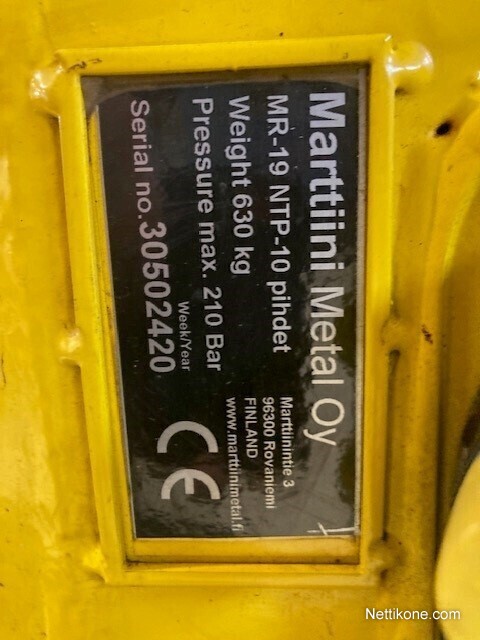 Marttiini Metal Oy
MR-19 NTP-10 pihdet
Weight 630 kg
Pressure max. 210 Bar
Week/Year
Serial no.30502420
Marttiinintie 3
96300 Rovaniemi
FINLAND
www.marttiinimetal.fi
CE
Nettikone.com